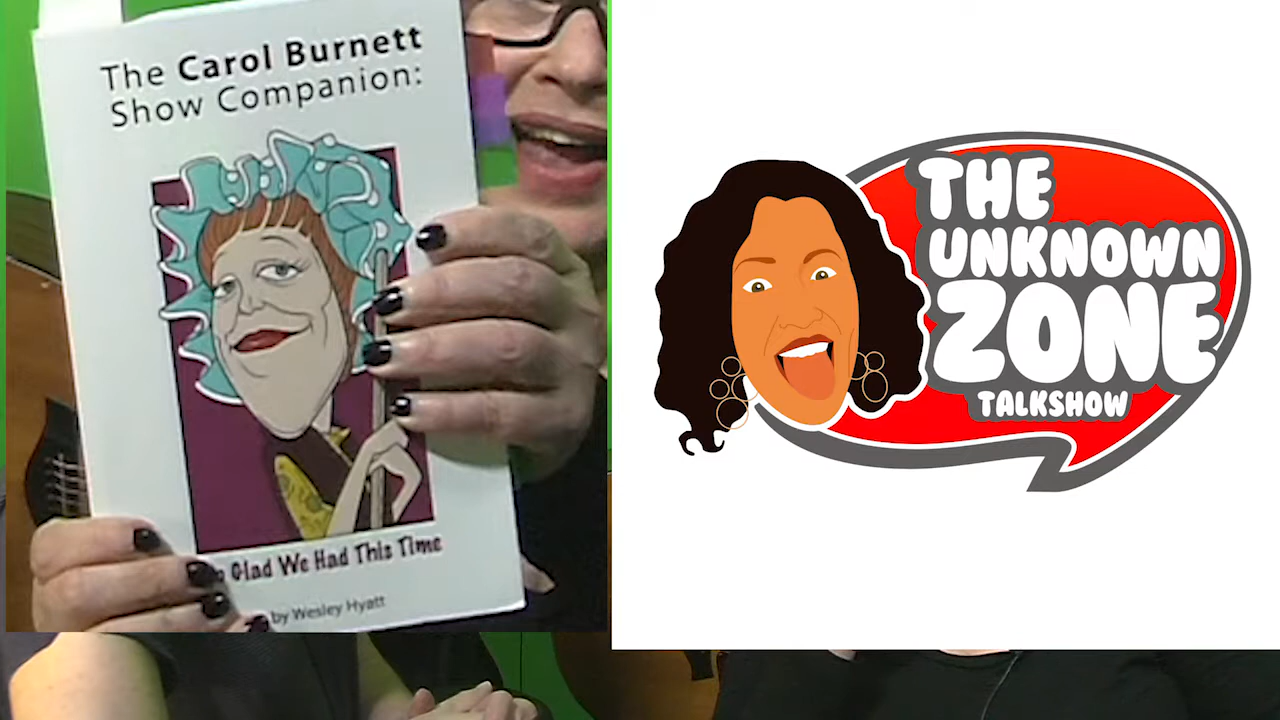 The Carol Burnett
Show Companion:
Glad We Had This Time
by Wesley Hyatt
THE
UNKNOWN
ZONE
TALKSHOW